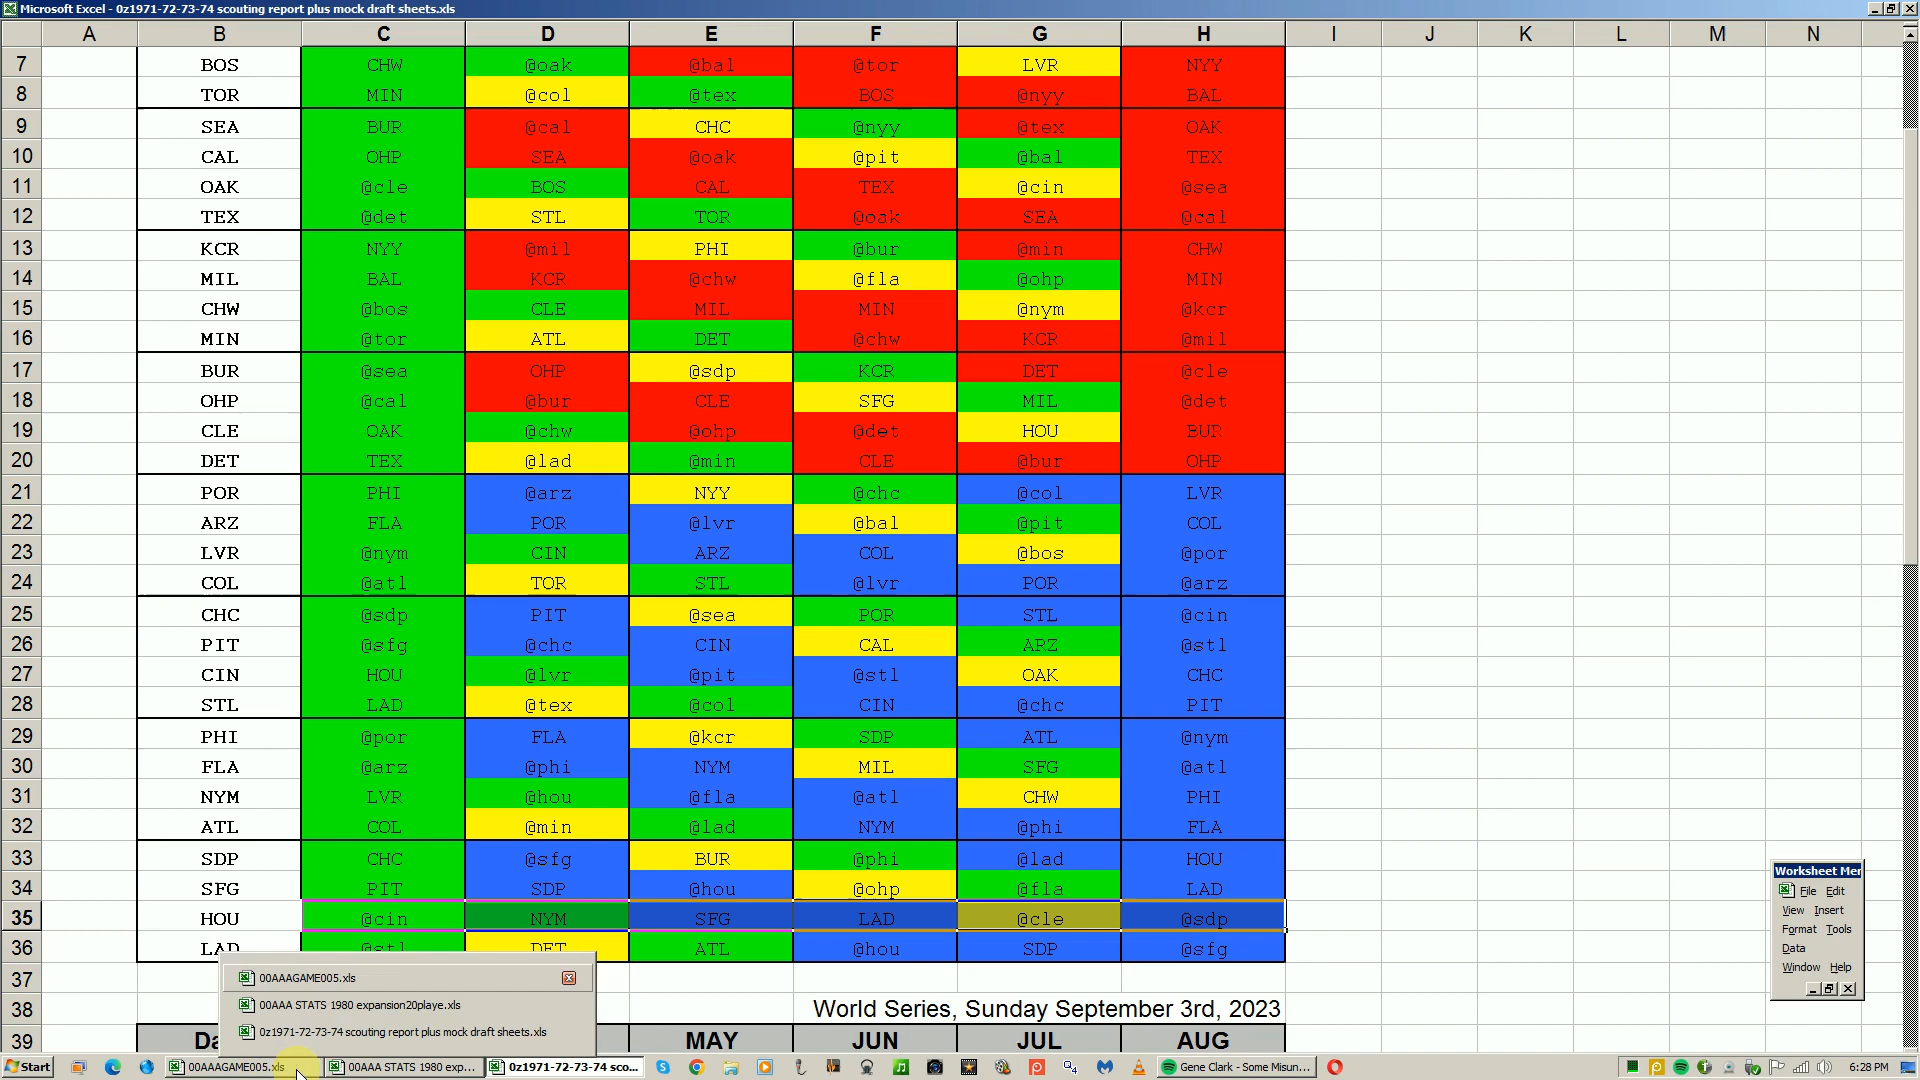 Microsoft Excel - 0z1971-72-73-74 scouting report plus mock draft sheets.xls
A B C D E F G H I J K L M N
7 BOS CHW @oak @bal @tor LVR NYY
8 TOR MIN @col @tex BOS @nyy BAL
9 SEA BUR @cal CHC @nyy @tex OAK
10 CAL OHP SEA @oak @pit @bal TEX
11 OAK @cle BOS CAL TEX @cin @sea
12 TEX @det STL TOR @oak SEA @cal
13 KCR NYY @mil PHI @bur @min CHW
14 MIL BAL KCR @chw @fla @ohp MIN
15 CHW @bos CLE MIL MIN @nym @kcr
16 MIN @tor ATL DET @chw KCR @mil
17 BUR @sea OHP @sdp KCR DET @cle
18 OHP @cal @bur CLE SFG MIL @det
19 CLE OAK @chw @ohp @det HOU BUR
20 DET TEX @lad @min CLE @bur OHP
21 POR PHI @arz NYY @chc @col LVR
22 ARZ FLA POR @lvr @bal @pit COL
23 LVR @nym CIN ARZ COL @bos @por
24 COL @atl TOR STL @lvr POR @arz
25 CHC @sdp PIT @sea POR STL @cin
26 PIT @sfg @chc CIN CAL ARZ @stl
27 CIN HOU @lvr @pit @stl OAK CHC
28 STL LAD @tex @col CIN @chc PIT
29 PHI @por FLA @kcr SDP ATL @nym
30 FLA @arz @phi NYM MIL SFG @atl
31 NYM LVR @hou @fla @atl CHW PHI
32 ATL COL @min @lad NYM @phi FLA
33 SDP CHC @sfg BUR @phi @lad HOU
34 SFG PIT SDP @hou @ohp @fla LAD
35 HOU @cin NYM SFG LAD @cle @sdp
36 LAD @stl DET ATL @hou SDP @sfg
37
38 World Series, Sunday September 3rd, 2023
39 Da MAY JUN JUL AUG
Worksheet Mer
File Edit
View Insert
Format Tools
Data
Window Help
00AAAGAME005.xls
00AAA STATS 1980 expansion20playe.xls
0z1971-72-73-74 scouting report plus mock draft sheets.xls
Start 00AAAGAME005.xls 00AAA STATS 1980 exp... 0z1971-72-73-74 sco... Gene Clark - Some Misun... 6:28 PM